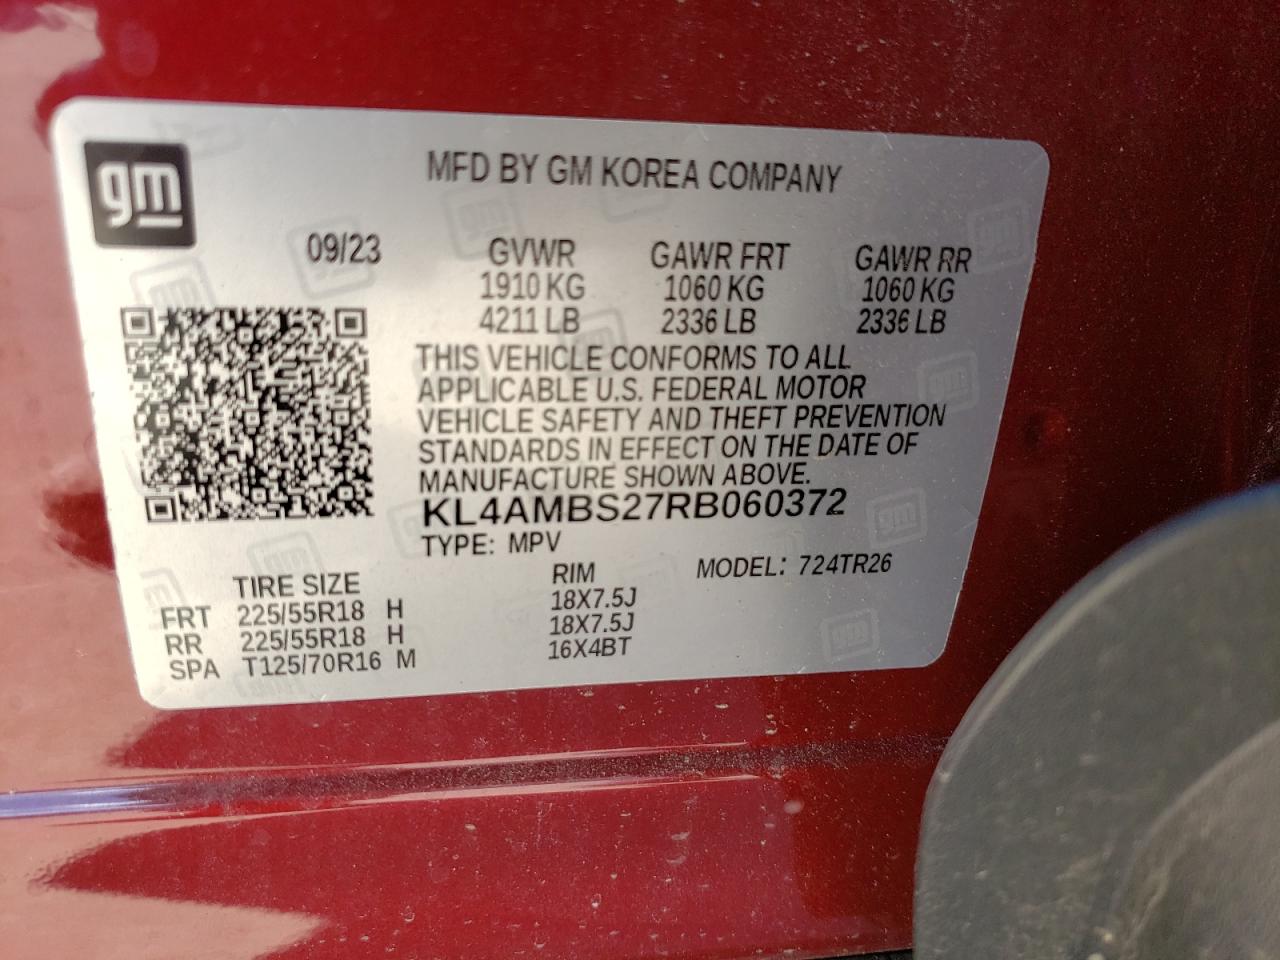 gm
MFD BY GM KOREA COMPANY
09/23 GVWR GAWR FRT GAWR RR
1910 KG 1060 KG 1060 KG
4211 LB 2336 LB 2336 LB
THIS VEHICLE CONFORMS TO ALL
APPLICABLE U.S. FEDERAL MOTOR
VEHICLE SAFETY AND THEFT PREVENTION
STANDARDS IN EFFECT ON THE DATE OF
MANUFACTURE SHOWN ABOVE.
KL4AMBS27RB060372
TYPE: MPV
MODEL: 724TR26
TIRE SIZE RIM
FRT 225/55R18 H 18X7.5J
RR 225/55R18 H 18X7.5J
SPA T125/70R16 M 16X4BT